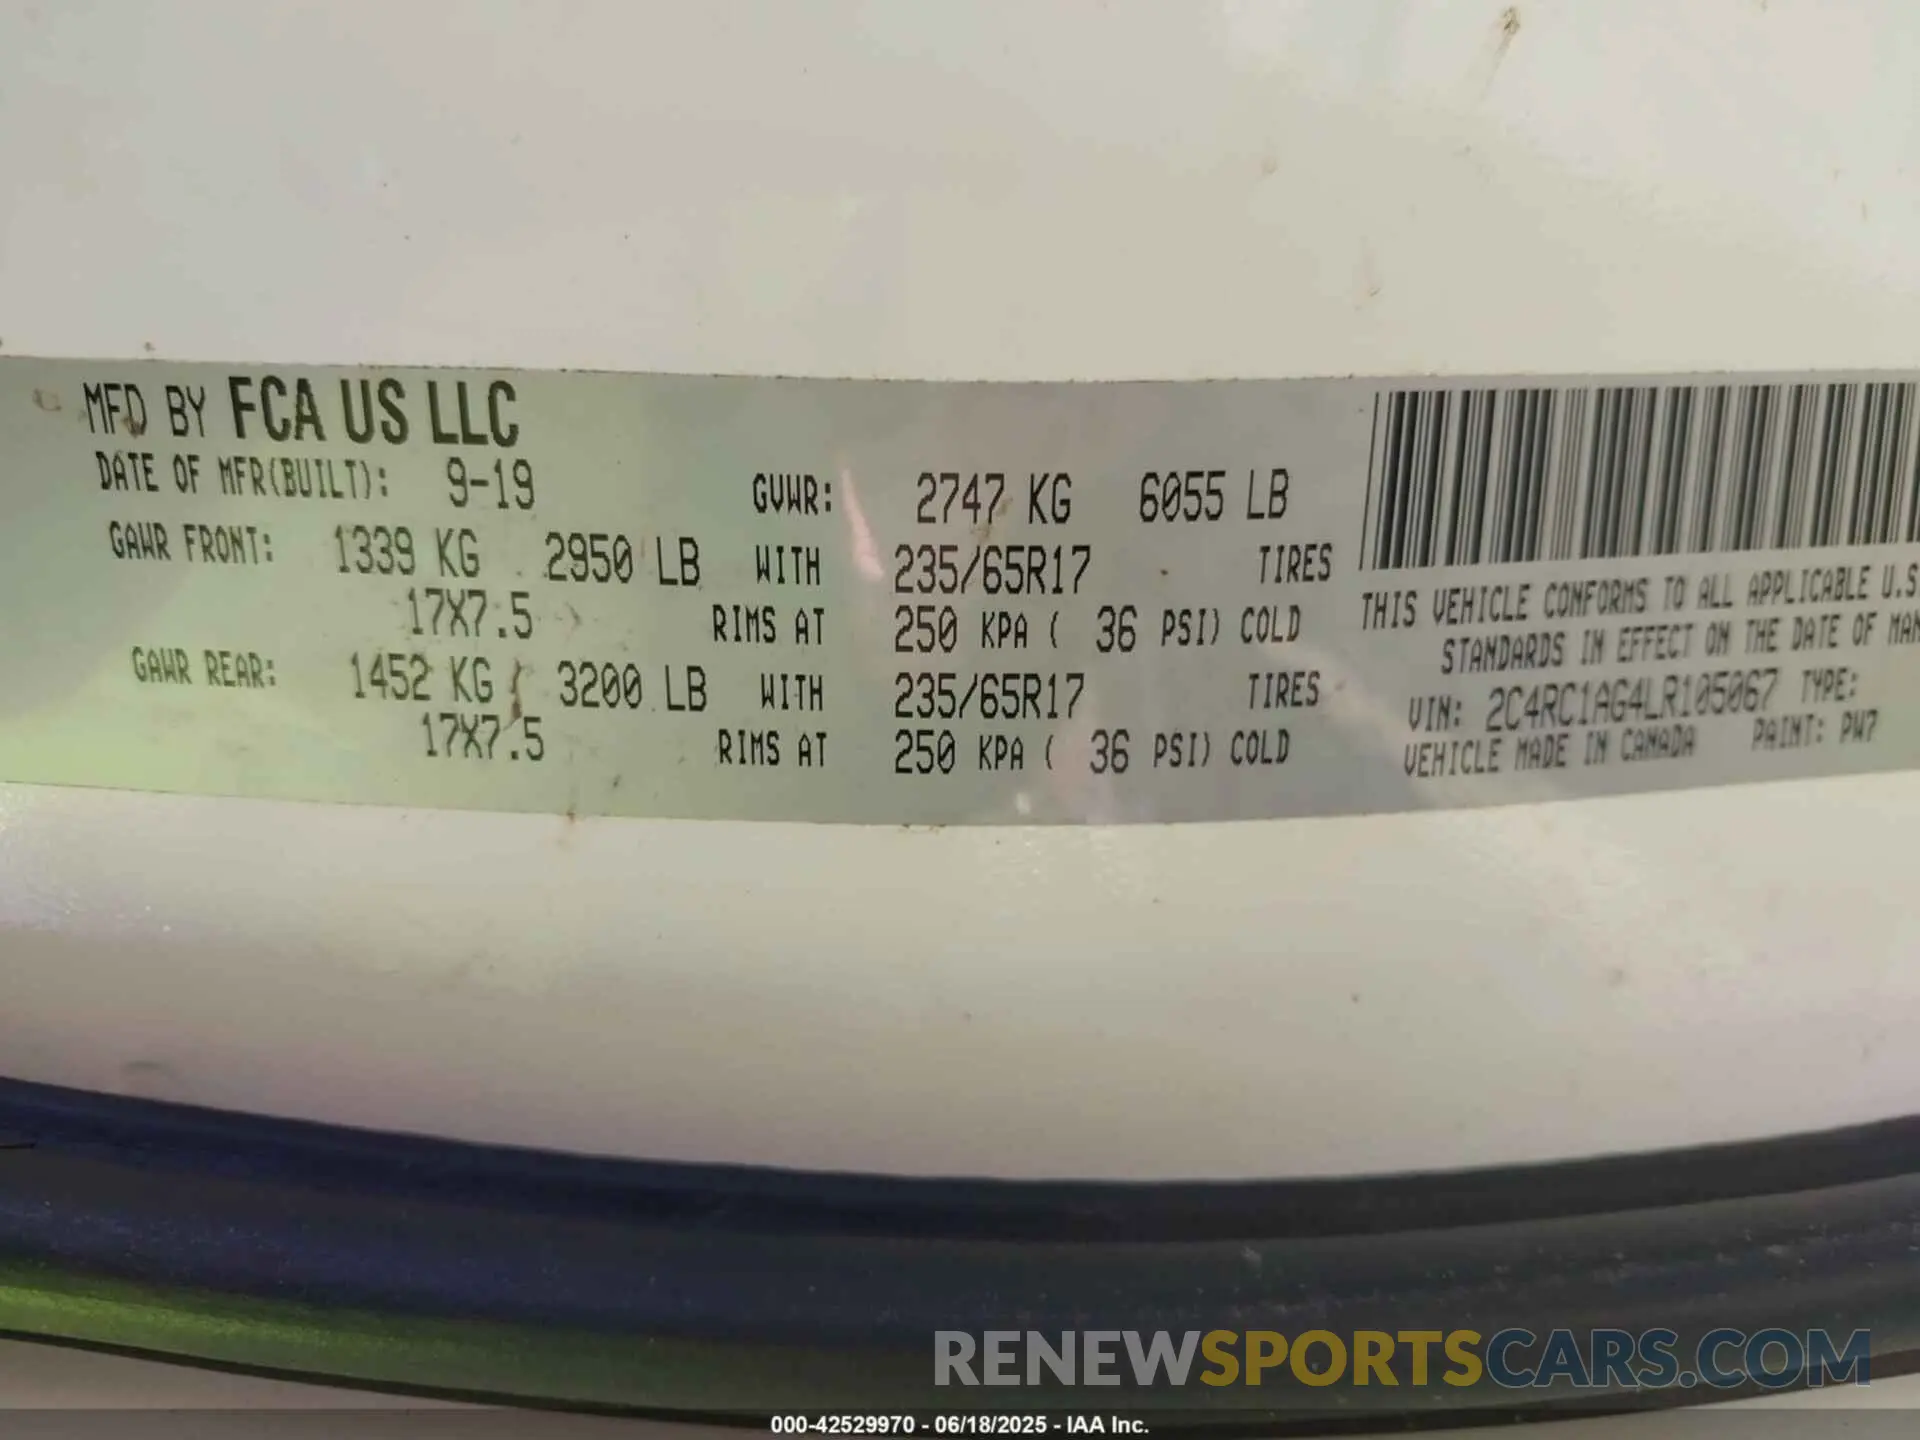 MFD BY FCA US LLC
DATE OF MFR(BUILT): 9-19 GVWR: 2747 KG 6055 LB
GAWR FRONT: 1339 KG 2950 LB WITH 235/65R17 TIRES
17X7.5 RIMS AT 250 KPA ( 36 PSI) COLD
GAWR REAR: 1452 KG 3200 LB WITH 235/65R17 TIRES
17X7.5 RIMS AT 250 KPA ( 36 PSI) COLD
THIS VEHICLE CONFORMS TO ALL APPLICABLE U.S
STANDARDS IN EFFECT ON THE DATE OF MAN
VIN: 2C4RC1AG4LR105067 TYPE:
VEHICLE MADE IN CANADA PAINT: PW7
RENEWSPORTSCARS.COM
000-42529970 - 06/18/2025 - IAA Inc.